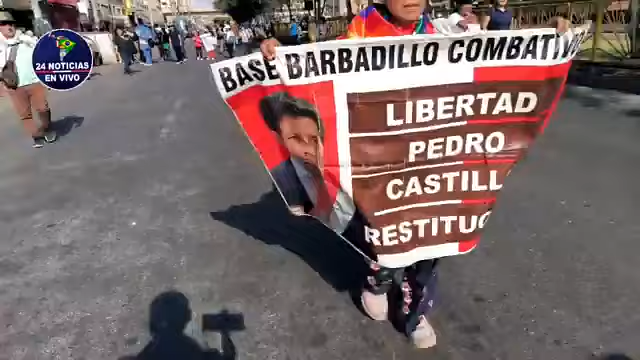 24 NOTICIAS
EN VIVO
BASE BARBADILLO COMBATIV
LIBERTAD
PEDRO
CASTILL
RESTITUC